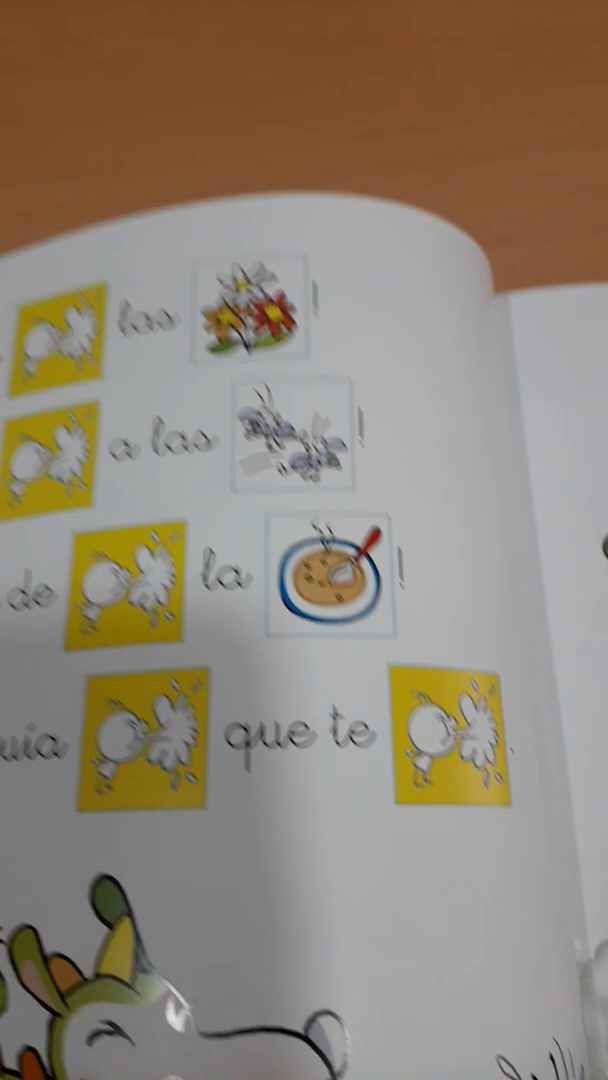 las !
a las !
de la !
que te .